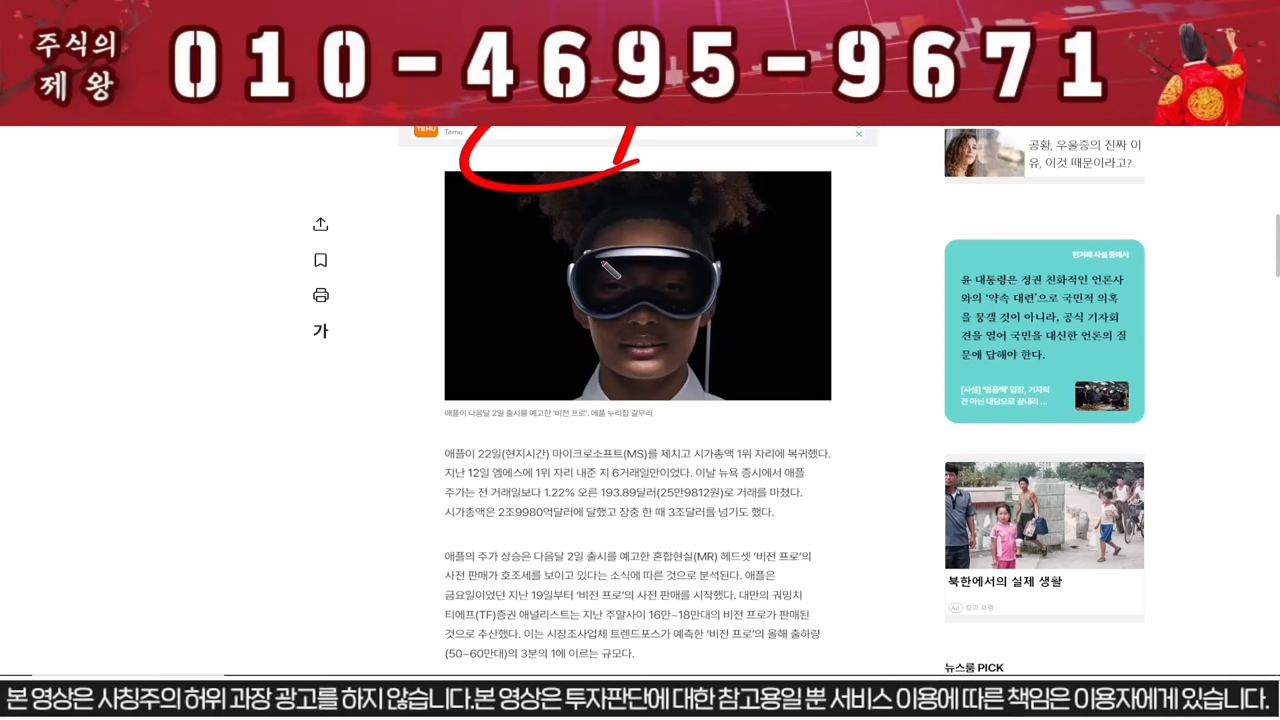 주식의
제 왕
010-4695-9671
TEMU
Temu
공황, 우울증의 진짜 이
유, 이것 때문이라고?
가
애플이 다음달 2일 출시를 예고한 '비전 프로'. 애플 누리집 갈무리
애플이 22일(현지시간) 마이크로소프트(MS)를 제치고 시가총액 1위 자리에 복귀했다.
지난 12일 엠에스에 1위 자리 내준 지 6거래일만이었다. 이날 뉴욕 증시에서 애플
주가는 전 거래일보다 1.22% 오른 193.89달러(25만9812원)로 거래를 마쳤다.
시가총액은 2조9980억달러에 달했고 장중 한 때 3조달러를 넘기도 했다.
애플의 주가 상승은 다음달 2일 출시를 예고한 혼합현실(MR) 헤드셋 '비전 프로'의
사전 판매가 호조세를 보이고 있다는 소식에 따른 것으로 분석된다. 애플은
금요일이었던 지난 19일부터 '비전 프로'의 사전 판매를 시작했다. 대만의 궈밍치
티에프(TF)증권 애널리스트는 지난 주말사이 16만~18만대의 비전 프로가 판매된
것으로 추산했다. 이는 시장조사업체 트렌드포스가 예측한 '비전 프로'의 올해 출하량
(50~60만대)의 3분의 1에 이르는 규모다.
한겨레 사설 중에서
윤 대통령은 정권 친화적인 언론사
와의 '약속 대련'으로 국민적 의혹
을 뭉갤 것이 아니라, 공식 기자회
견을 열어 국민을 대신한 언론의 질
문에 답해야 한다.
[사설] '명품백' 입장, 기자회
견 아닌 대담으로 끝내려 ...
북한에서의 실제 생활
Ad
뉴스룸 PICK
본 영상은 사칭주의 허위 과장 광고를 하지 않습니다.본 영상은 투자판단에 대한 참고용일 뿐 서비스 이용에 따른 책임은 이용자에게 있습니다.